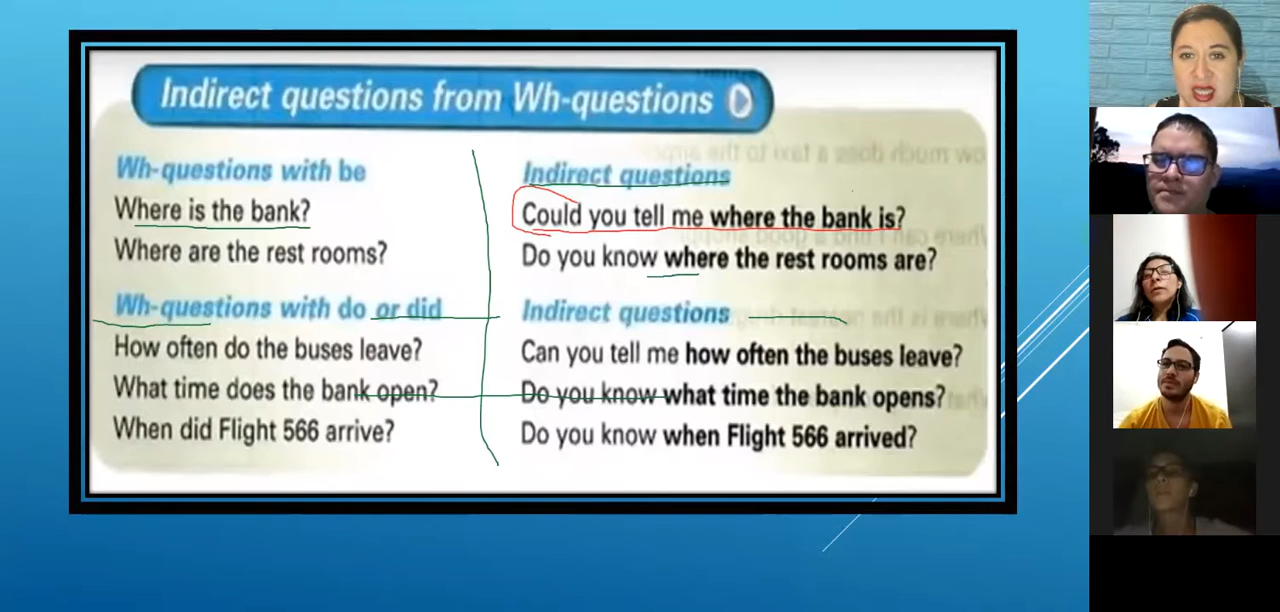 Indirect questions from Wh-questions
Wh-questions with be
Where is the bank?
Where are the rest rooms?
Wh-questions with do or did
How often do the buses leave?
What time does the bank open?
When did Flight 566 arrive?
Indirect questions
Could you tell me where the bank is?
Do you know where the rest rooms are?
Indirect questions
Can you tell me how often the buses leave?
Do you know what time the bank opens?
Do you know when Flight 566 arrived?